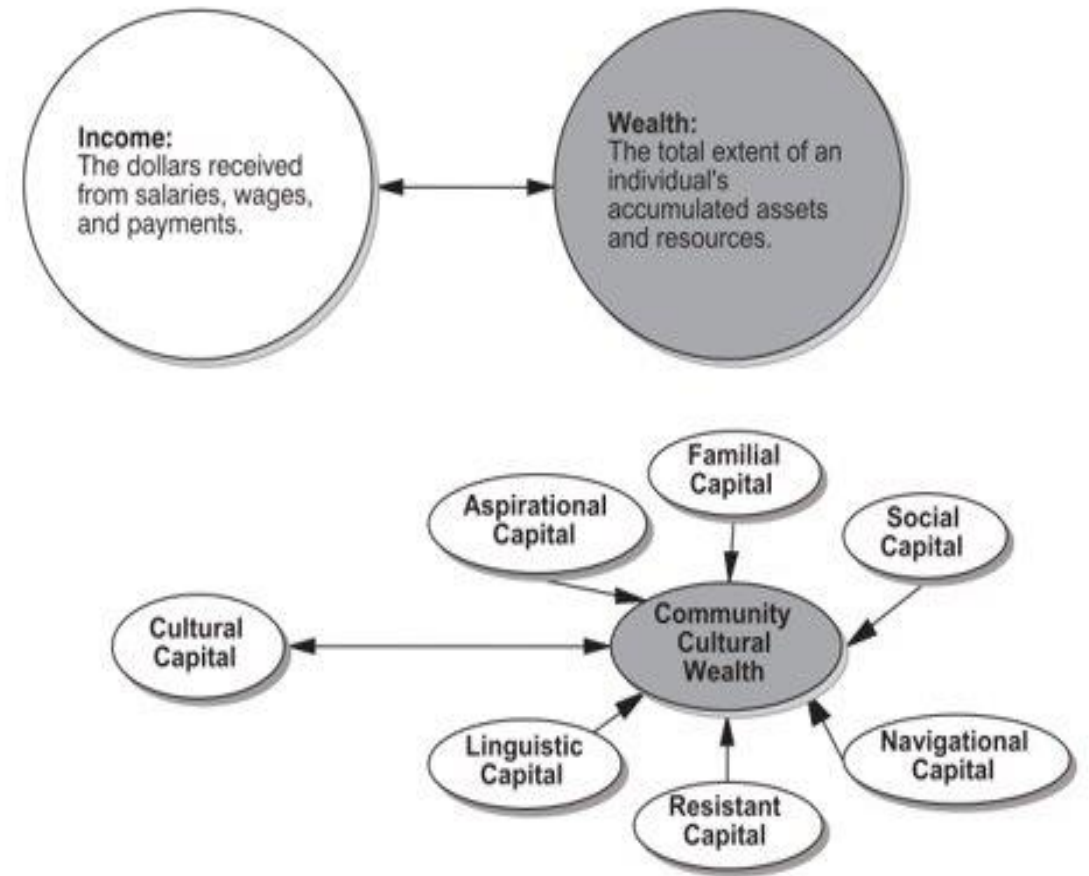 Income:
The dollars received
from salaries, wages,
and payments.
Wealth:
The total extent of an
individual's
accumulated assets
and resources.
Familial
Capital
Aspirational
Capital
Social
Capital
Cultural
Capital
Community
Cultural
Wealth
Linguistic
Capital
Navigational
Capital
Resistant
Capital